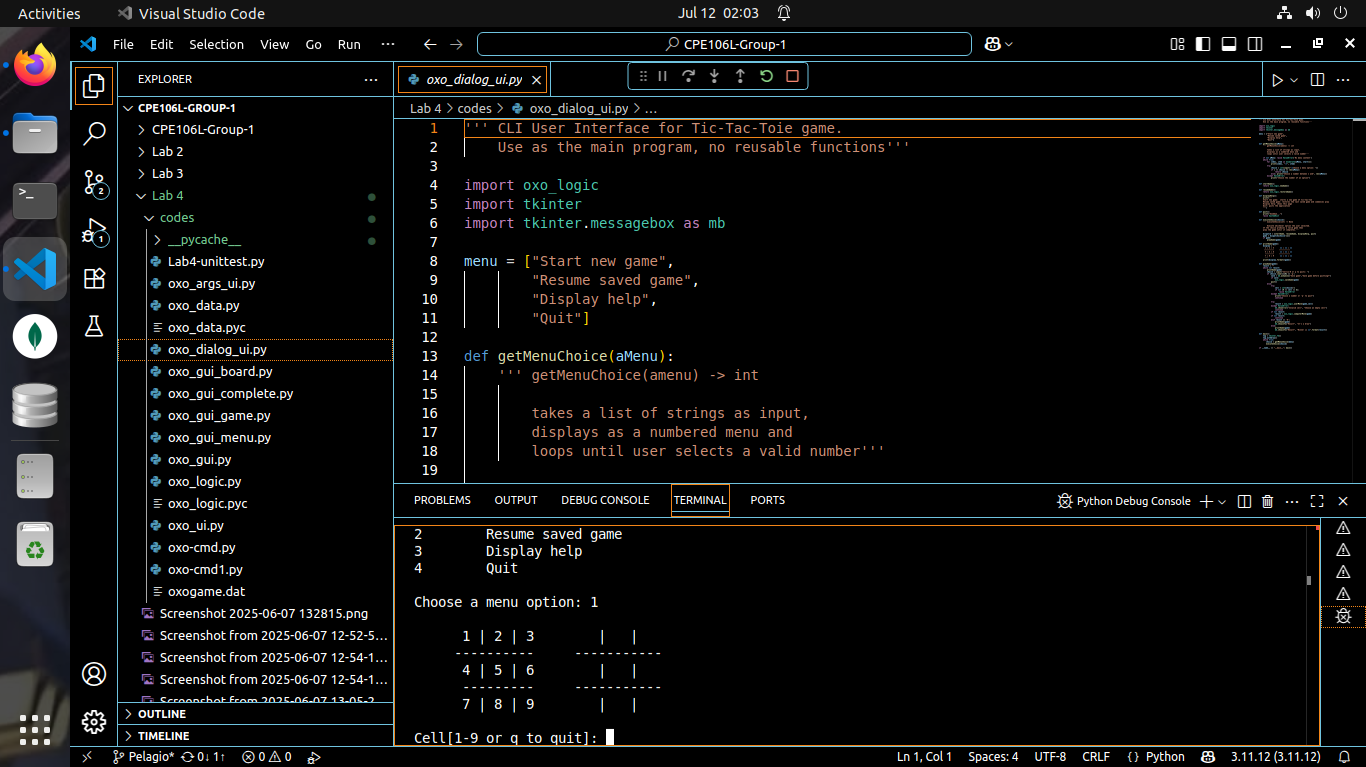 Activities
Visual Studio Code
Jul 12 02:03
File Edit Selection View Go Run ···
CPE106L-Group-1
EXPLORER
CPE106L-GROUP-1
CPE106L-Group-1
Lab 2
Lab 3
Lab 4
codes
__pycache__
Lab4-unittest.py
oxo_args_ui.py
oxo_data.py
oxo_data.pyc
oxo_dialog_ui.py
oxo_gui_board.py
oxo_gui_complete.py
oxo_gui_game.py
oxo_gui_menu.py
oxo_gui.py
oxo_logic.py
oxo_logic.pyc
oxo_ui.py
oxo-cmd.py
oxo-cmd1.py
oxogame.dat
Screenshot 2025-06-07 132815.png
Screenshot from 2025-06-07 12-52-5...
Screenshot from 2025-06-07 12-54-1...
Screenshot from 2025-06-07 12-54-1...
Screenshot from 2025-06-07 13-05-2...
OUTLINE
TIMELINE
2
1
oxo_dialog_ui.py
Lab 4 > codes > oxo_dialog_ui.py > ...
1 ''' CLI User Interface for Tic-Tac-Toie game.
2 Use as the main program, no reusable functions'''
3
4 import oxo_logic
5 import tkinter
6 import tkinter.messagebox as mb
7
8 menu = ["Start new game",
9 "Resume saved game",
10 "Display help",
11 "Quit"]
12
13 def getMenuChoice(aMenu):
14 ''' getMenuChoice(amenu) -> int
15
16 takes a list of strings as input,
17 displays as a numbered menu and
18 loops until user selects a valid number'''
19
PROBLEMS OUTPUT DEBUG CONSOLE TERMINAL PORTS
Python Debug Console
2 Resume saved game
3 Display help
4 Quit
Choose a menu option: 1
1 | 2 | 3 | |
---------- -----------
4 | 5 | 6 | |
--------- -----------
7 | 8 | 9 | |
Cell[1-9 or q to quit]:
Pelagio* 0↓ 1↑ 0 0
Ln 1, Col 1 Spaces: 4 UTF-8 CRLF {} Python 3.11.12 (3.11.12)